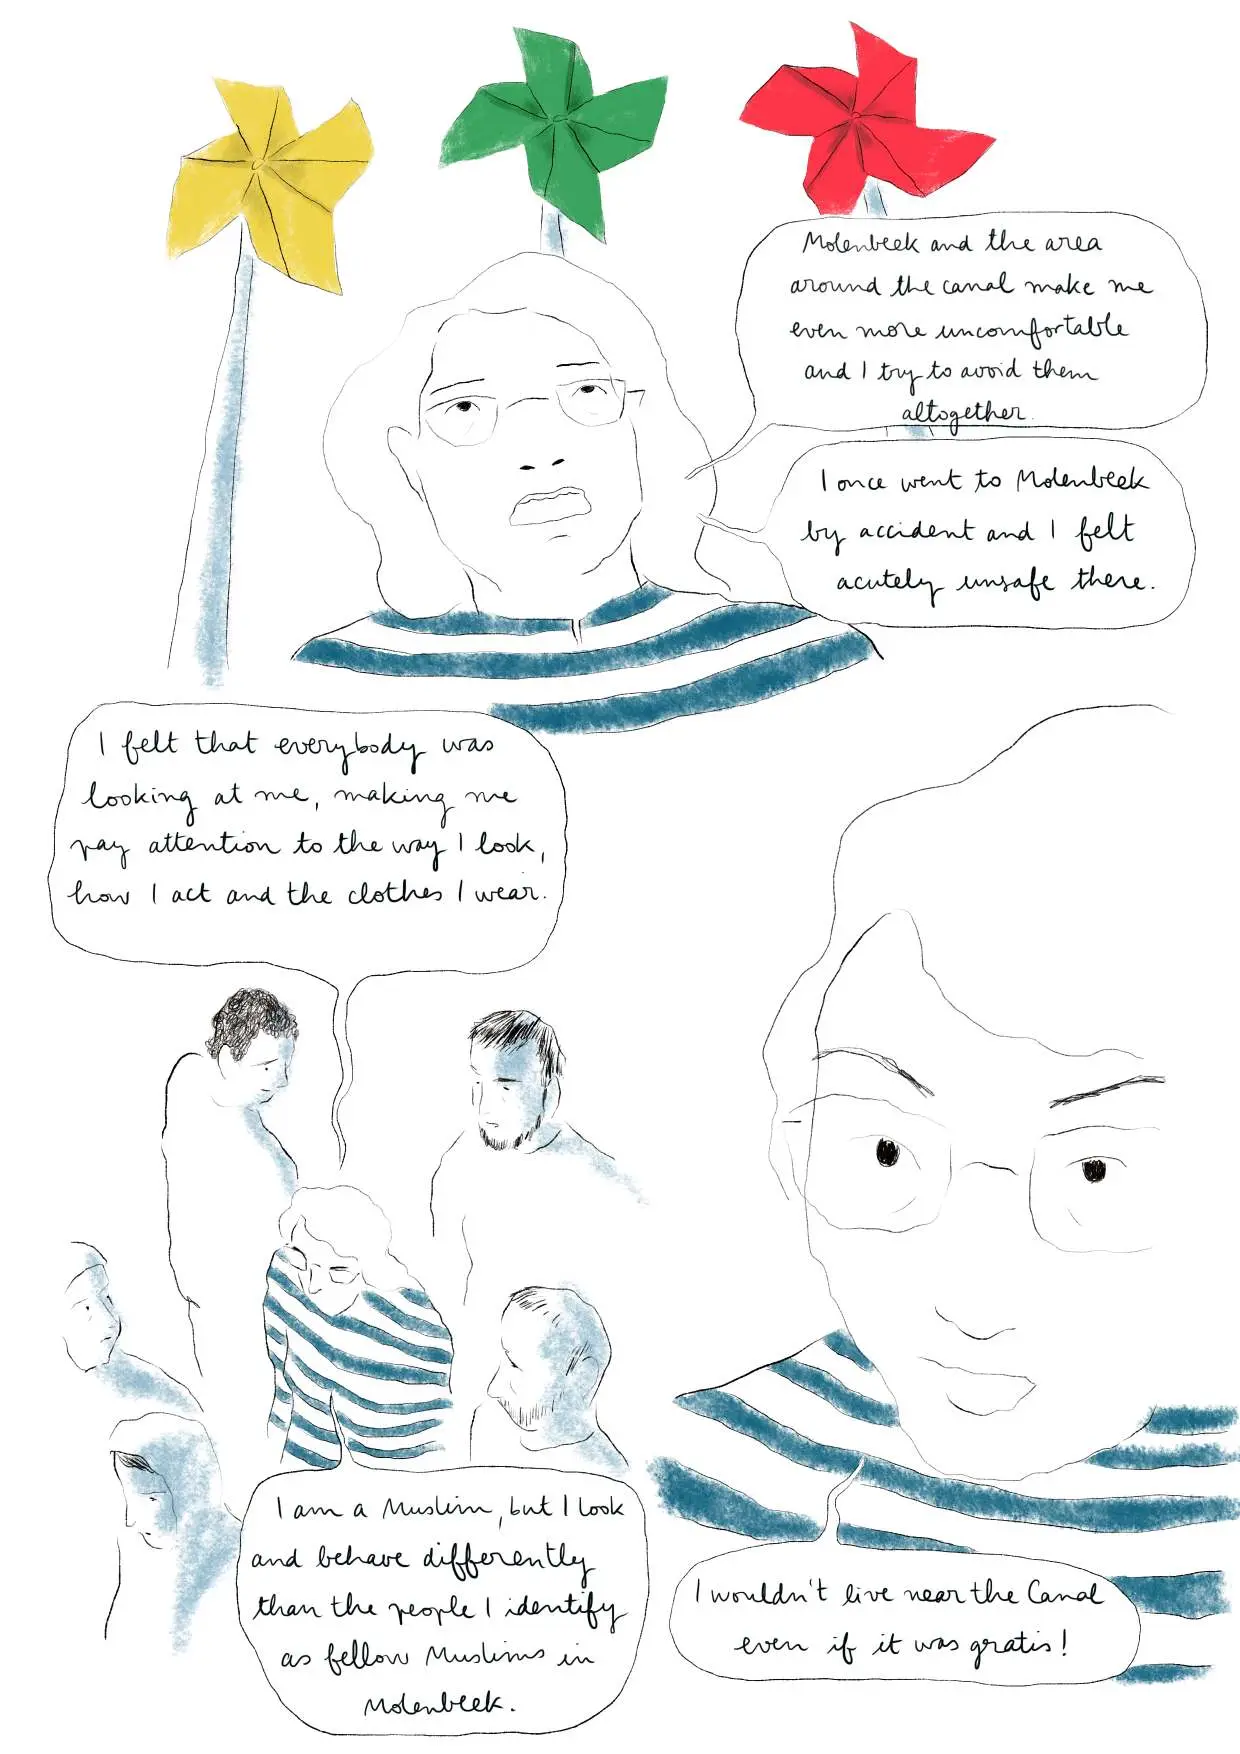 Molenbeek and the area
around the canal make me
even more uncomfortable
and I try to avoid them
altogether.
I once went to Molenbeek
by accident and I felt
acutely unsafe there.
I felt that everybody was
looking at me, making me
pay attention to the way I look,
how I act and the clothes I wear.
I am a Muslim, but I look
and behave differently
than the people I identify
as fellow Muslims in
Molenbeek.
I wouldn't live near the Canal
even if it was gratis!